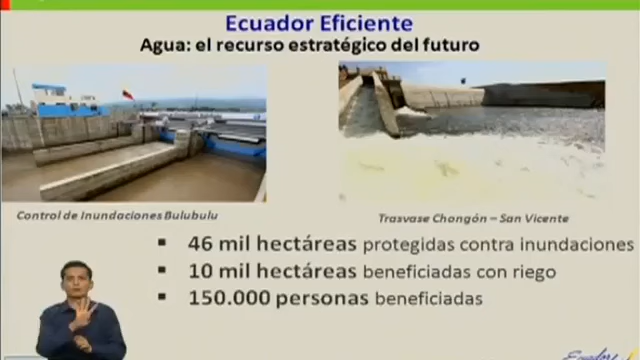 Ecuador Eficiente
Agua: el recurso estratégico del futuro
Control de Inundaciones Bulubulu
Trasvase Chongón – San Vicente
46 mil hectáreas protegidas contra inundaciones
10 mil hectáreas beneficiadas con riego
150.000 personas beneficiadas
Ecuador